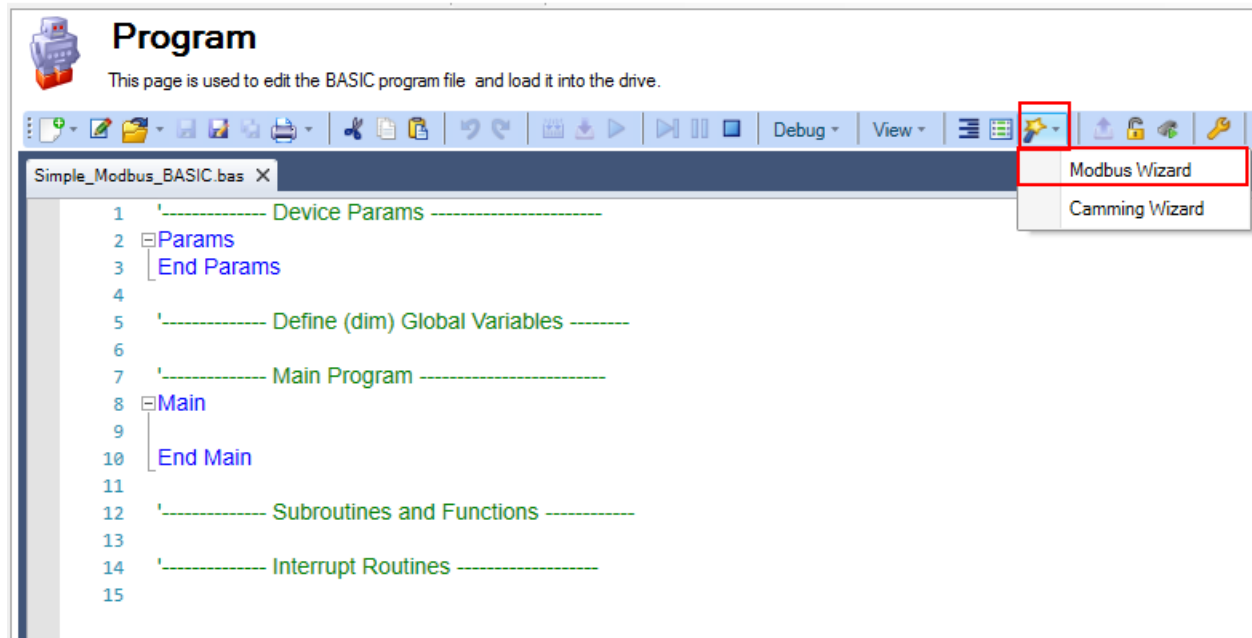 Program
This page is used to edit the BASIC program file and load it into the drive.
Debug View
Modbus Wizard
Camming Wizard
Simple_Modbus_BASIC.bas
1 '-------------- Device Params -----------------------
2 Params
3 End Params
4
5 '-------------- Define (dim) Global Variables --------
6
7 '-------------- Main Program -------------------------
8 Main
9
10 End Main
11
12 '-------------- Subroutines and Functions ------------
13
14 '-------------- Interrupt Routines -------------------
15